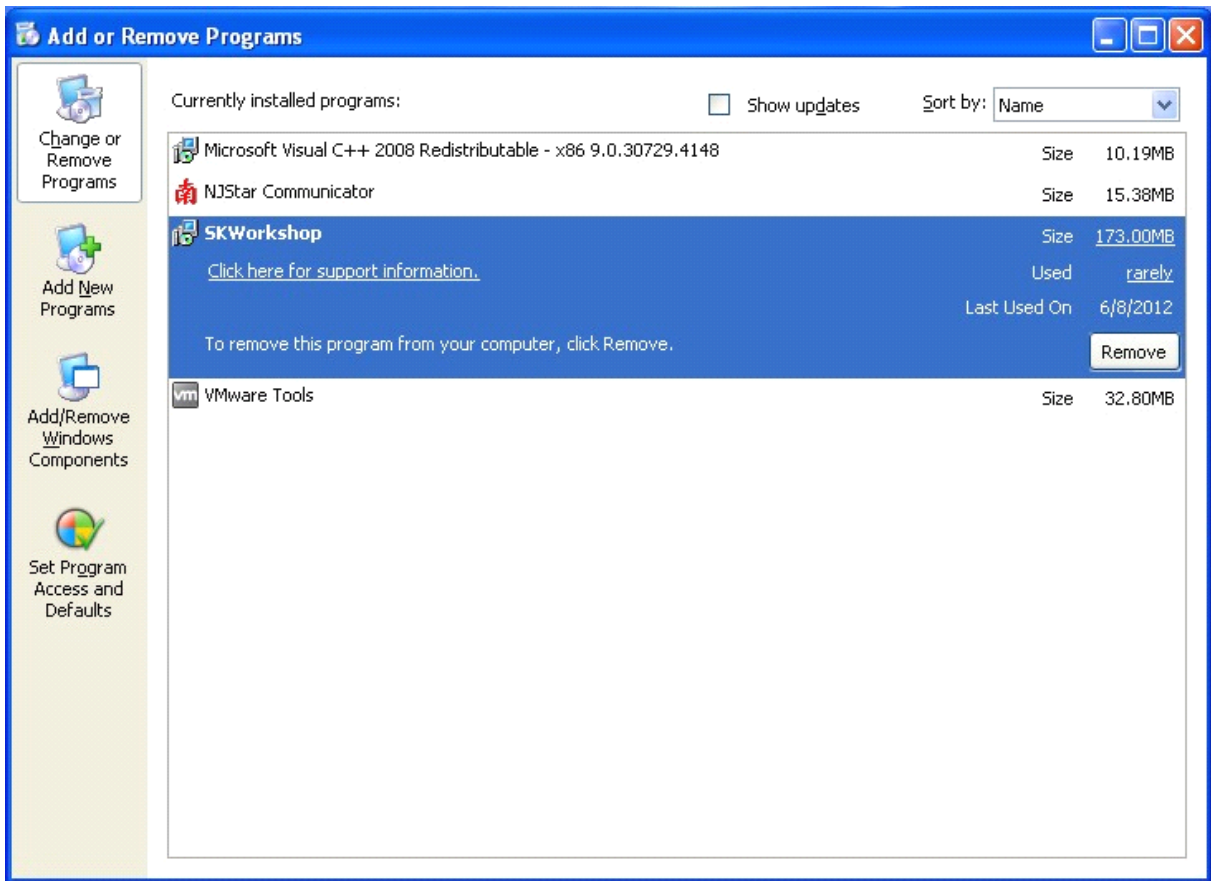 Add or Remove Programs
Change or
Remove
Programs
Add New
Programs
Add/Remove
Windows
Components
Set Program
Access and
Defaults
Currently installed programs:
Show updates
Sort by: Name
Microsoft Visual C++ 2008 Redistributable - x86 9.0.30729.4148 Size 10.19MB
南 NJStar Communicator Size 15.38MB
SKWorkshop Size 173.00MB
Click here for support information. Used rarely
Last Used On 6/8/2012
To remove this program from your computer, click Remove. Remove
vm VMware Tools Size 32.80MB